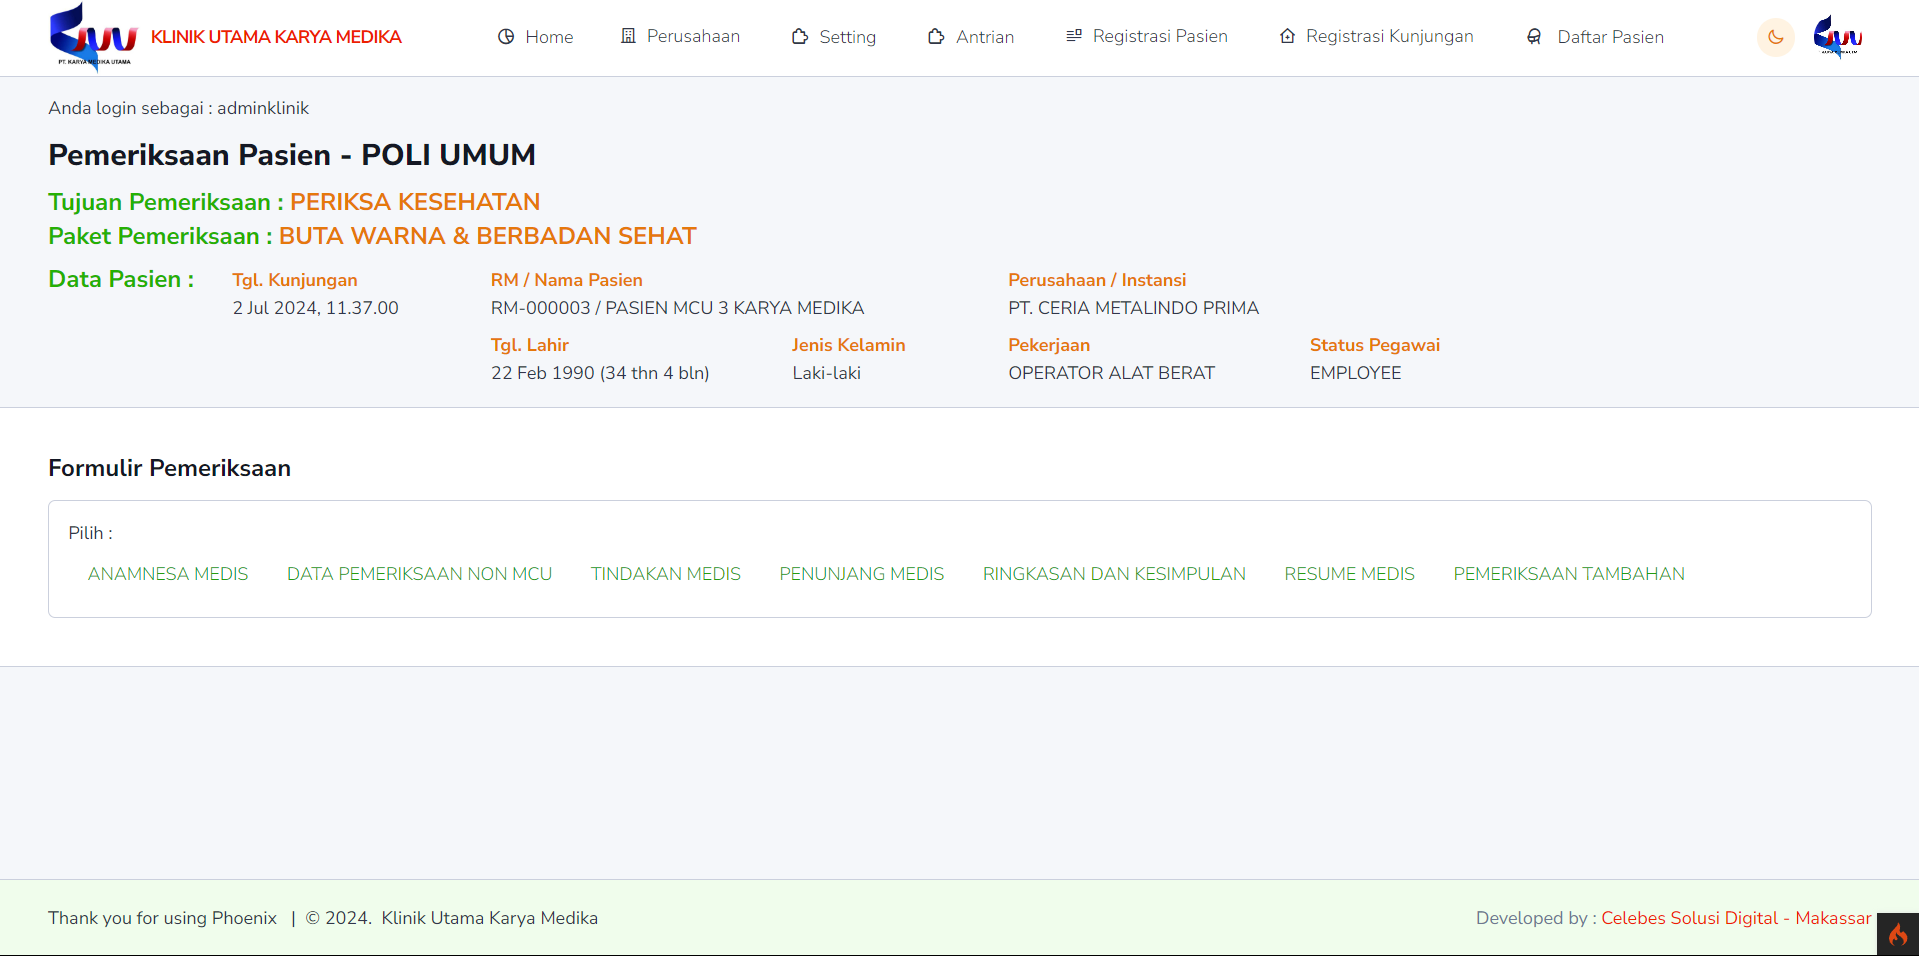 PT. KARYA MEDIKA UTAMA
KLINIK UTAMA KARYA MEDIKA
Home
Perusahaan
Setting
Antrian
Registrasi Pasien
Registrasi Kunjungan
Daftar Pasien
Anda login sebagai : adminklinik
Pemeriksaan Pasien - POLI UMUM
Tujuan Pemeriksaan : PERIKSA KESEHATAN
Paket Pemeriksaan : BUTA WARNA & BERBADAN SEHAT
Data Pasien :
Tgl. Kunjungan
2 Jul 2024, 11.37.00
RM / Nama Pasien
RM-000003 / PASIEN MCU 3 KARYA MEDIKA
Perusahaan / Instansi
PT. CERIA METALINDO PRIMA
Tgl. Lahir
22 Feb 1990 (34 thn 4 bln)
Jenis Kelamin
Laki-laki
Pekerjaan
OPERATOR ALAT BERAT
Status Pegawai
EMPLOYEE
Formulir Pemeriksaan
Pilih :
ANAMNESA MEDIS
DATA PEMERIKSAAN NON MCU
TINDAKAN MEDIS
PENUNJANG MEDIS
RINGKASAN DAN KESIMPULAN
RESUME MEDIS
PEMERIKSAAN TAMBAHAN
Thank you for using Phoenix | © 2024. Klinik Utama Karya Medika
Developed by : Celebes Solusi Digital - Makassar